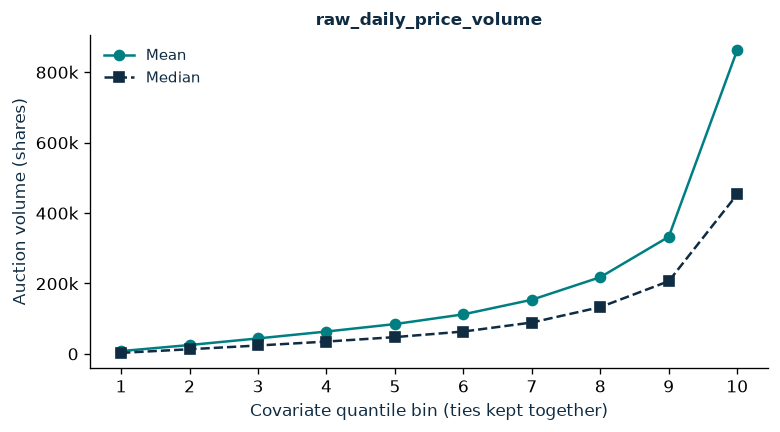 raw_daily_price_volume
Mean
Median
Auction volume (shares)
800k
600k
400k
200k
0
1 2 3 4 5 6 7 8 9 10
Covariate quantile bin (ties kept together)